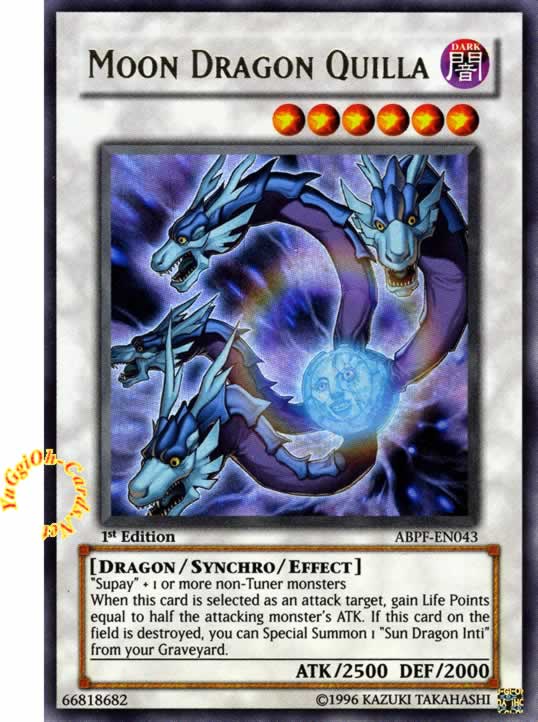 MOON DRAGON QUILLA
DARK
闇
YuGgiOh-Cards.Net
1st Edition
ABPF-EN043
[DRAGON/SYNCHRO/EFFECT]
"Supay" + 1 or more non-Tuner monsters
When this card is selected as an attack target, gain Life Points
equal to half the attacking monster's ATK. If this card on the
field is destroyed, you can Special Summon 1 "Sun Dragon Inti"
from your Graveyard.
ATK/2500 DEF/2000
66818682
©1996 KAZUKI TAKAHASHI